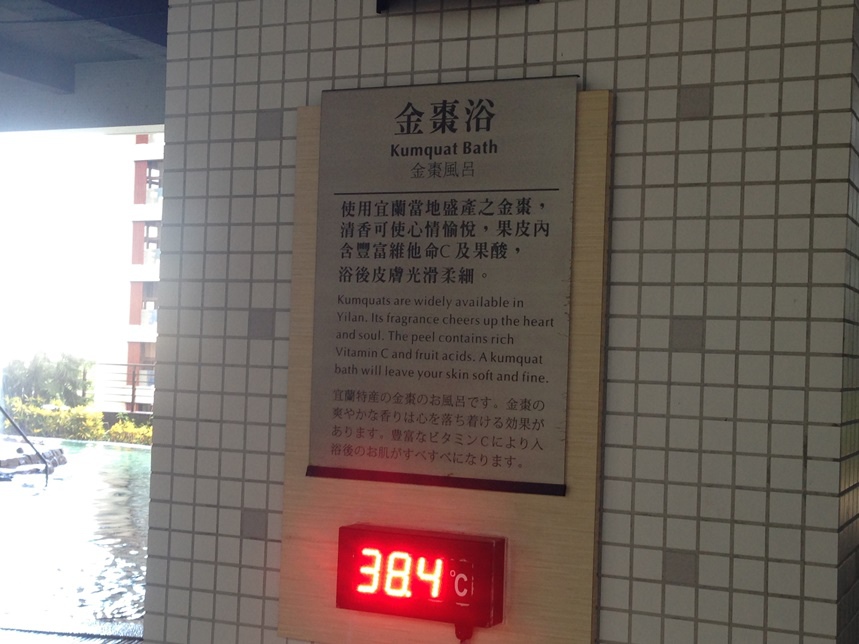 金棗浴
Kumquat Bath
金棗風呂
使用宜蘭當地盛產之金棗，
清香可使心情愉悅，果皮內
含豐富維他命C及果酸，
浴後皮膚光滑柔細。
Kumquats are widely available in
Yilan. Its fragrance cheers up the heart
and soul. The peel contains rich
Vitamin C and fruit acids. A kumquat
bath will leave your skin soft and fine.
宜蘭特産の金棗のお風呂です。金棗の
爽やかな香りは心を落ち着ける効果が
あります。豊富なビタミンCにより入
浴後のお肌がすべすべになります。
38.4 °C